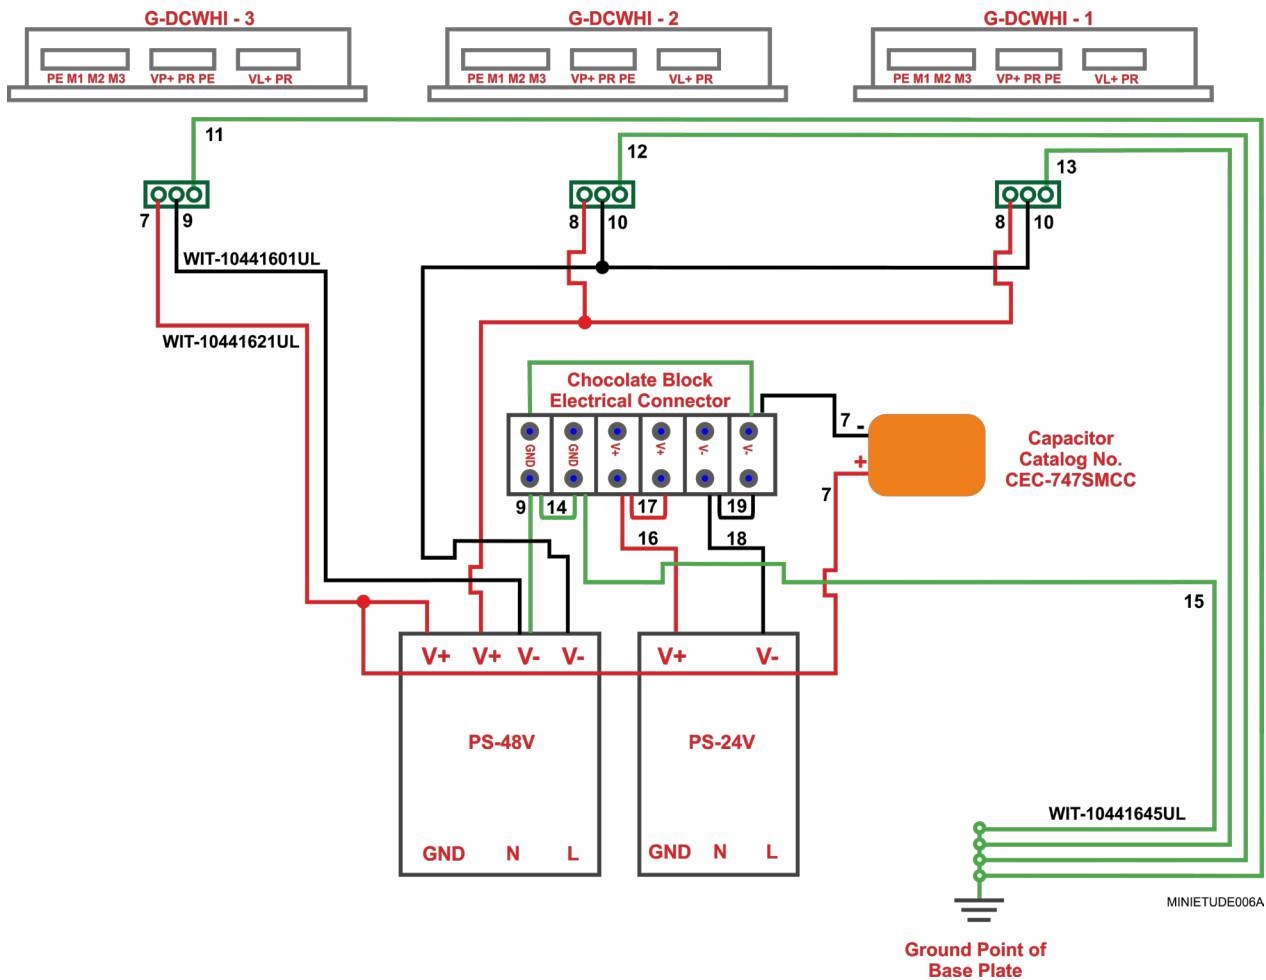 G-DCWHI - 3
G-DCWHI - 2
G-DCWHI - 1
PE M1 M2 M3
VP+ PR PE
VL+ PR
PE M1 M2 M3
VP+ PR PE
VL+ PR
PE M1 M2 M3
VP+ PR PE
VL+ PR
11
12
13
7
9
8
10
8
10
WIT-10441601UL
WIT-10441621UL
Chocolate Block
Electrical Connector
GND
GND
V+
V+
V-
V-
7
-
+
7
Capacitor
Catalog No.
CEC-747SMCC
9
14
17
19
16
18
15
V+
V+
V-
V-
V+
V-
PS-48V
PS-24V
GND
N
L
GND
N
L
WIT-10441645UL
MINIETUDE006A
Ground Point of
Base Plate